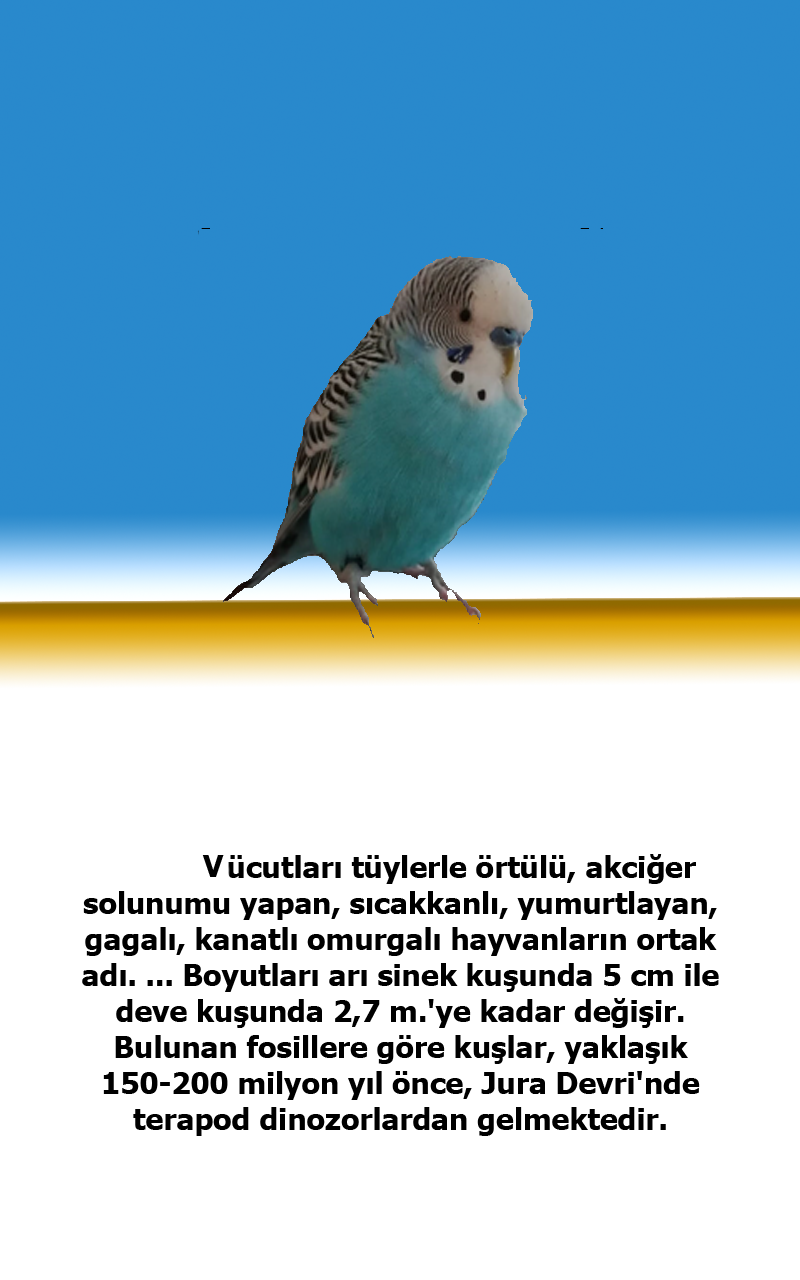 Vücutları tüylerle örtülü, akciğer
solunumu yapan, sıcakkanlı, yumurtlayan,
gagalı, kanatlı omurgalı hayvanların ortak
adı. ... Boyutları arı sinek kuşunda 5 cm ile
deve kuşunda 2,7 m.'ye kadar değişir.
Bulunan fosillere göre kuşlar, yaklaşık
150-200 milyon yıl önce, Jura Devri'nde
terapod dinozorlardan gelmektedir.